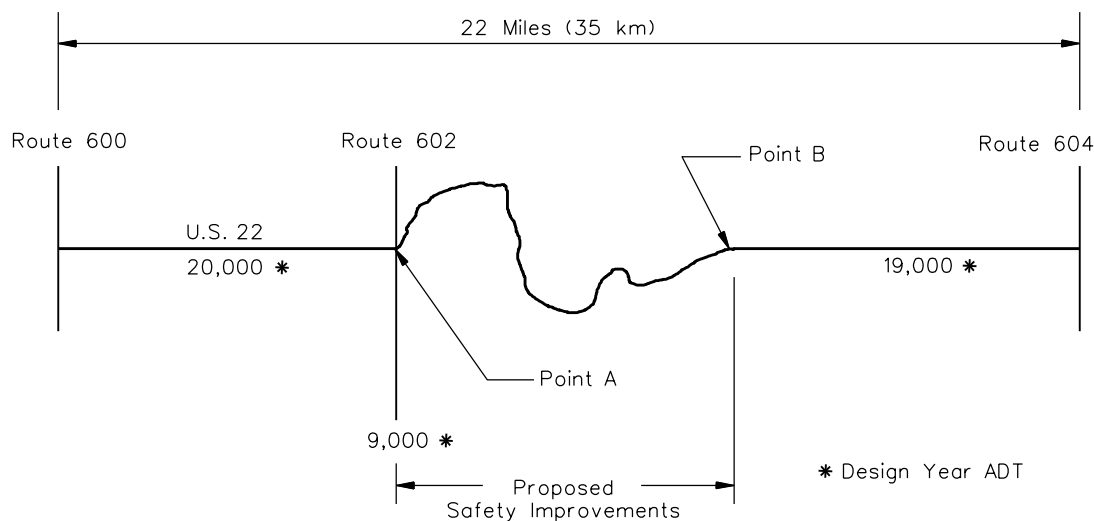 22 Miles (35 km)
Route 600
Route 602
Point B
Route 604
U.S. 22
20,000 *
19,000 *
Point A
9,000 *
* Design Year ADT
Proposed
Safety Improvements